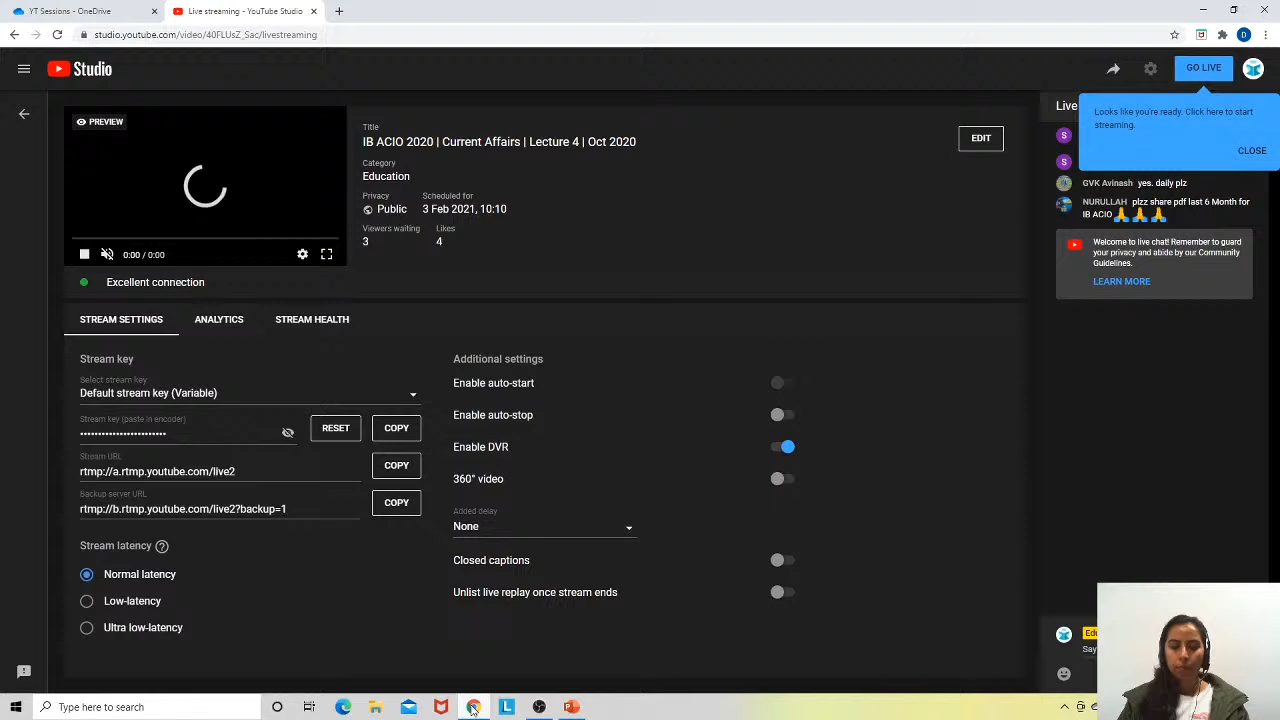 YT Sessions - OneDrive
Live streaming - YouTube Studio
studio.youtube.com/video/40FLUsZ_Sac/livestreaming
D
Studio
GO LIVE
Looks like you're ready. Click here to start
streaming.
CLOSE
PREVIEW
0:00 / 0:00
Excellent connection
Title
IB ACIO 2020 | Current Affairs | Lecture 4 | Oct 2020
Category
Education
Privacy
Public
Scheduled for
3 Feb 2021, 10:10
Viewers waiting
3
Likes
4
EDIT
Live
S
S
GVK Avinash yes. daily plz
NURULLAH plzz share pdf last 6 Month for
IB ACIO 🙏 🙏 🙏
Welcome to live chat! Remember to guard
your privacy and abide by our Community
Guidelines.
LEARN MORE
STREAM SETTINGS
ANALYTICS
STREAM HEALTH
Stream key
Select stream key
Default stream key (Variable)
Stream key (paste in encoder)
••••••••••••••••••••••••
RESET
COPY
Stream URL
rtmp://a.rtmp.youtube.com/live2
COPY
Backup server URL
rtmp://b.rtmp.youtube.com/live2?backup=1
COPY
Stream latency
Normal latency
Low-latency
Ultra low-latency
Additional settings
Enable auto-start
Enable auto-stop
Enable DVR
360° video
Added delay
None
Closed captions
Unlist live replay once stream ends
Type here to search
L